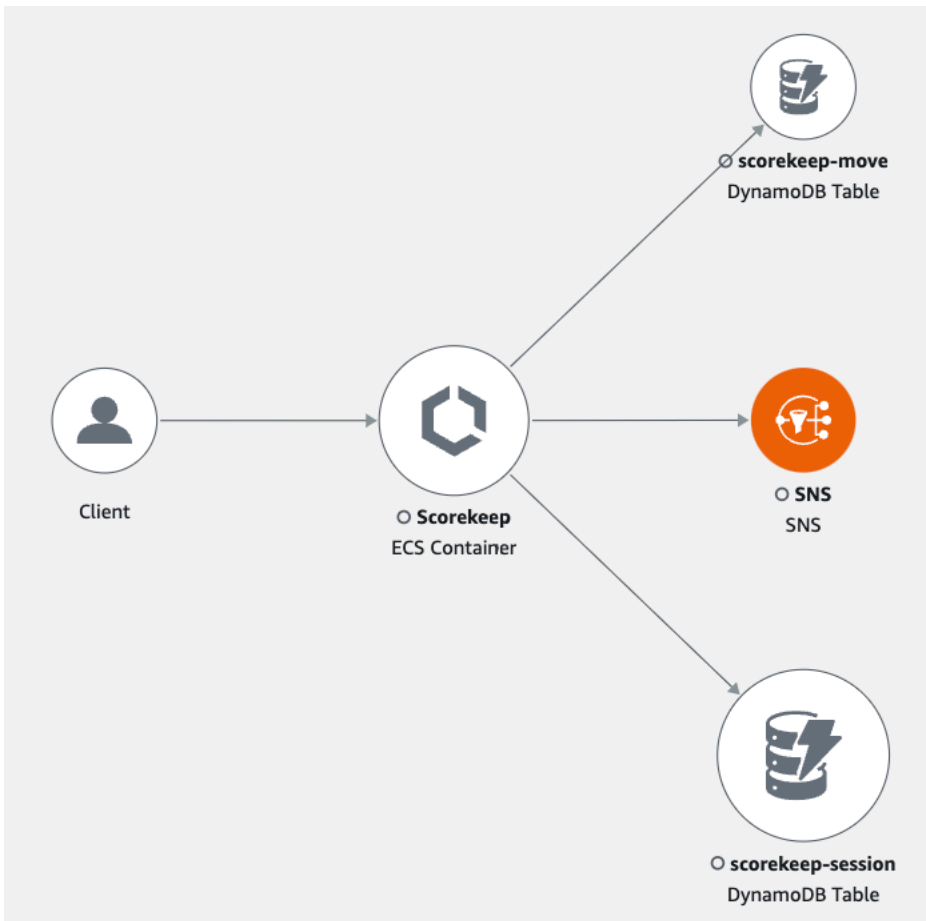 scorekeep-move
DynamoDB Table
Client
Scorekeep
ECS Container
SNS
SNS
scorekeep-session
DynamoDB Table